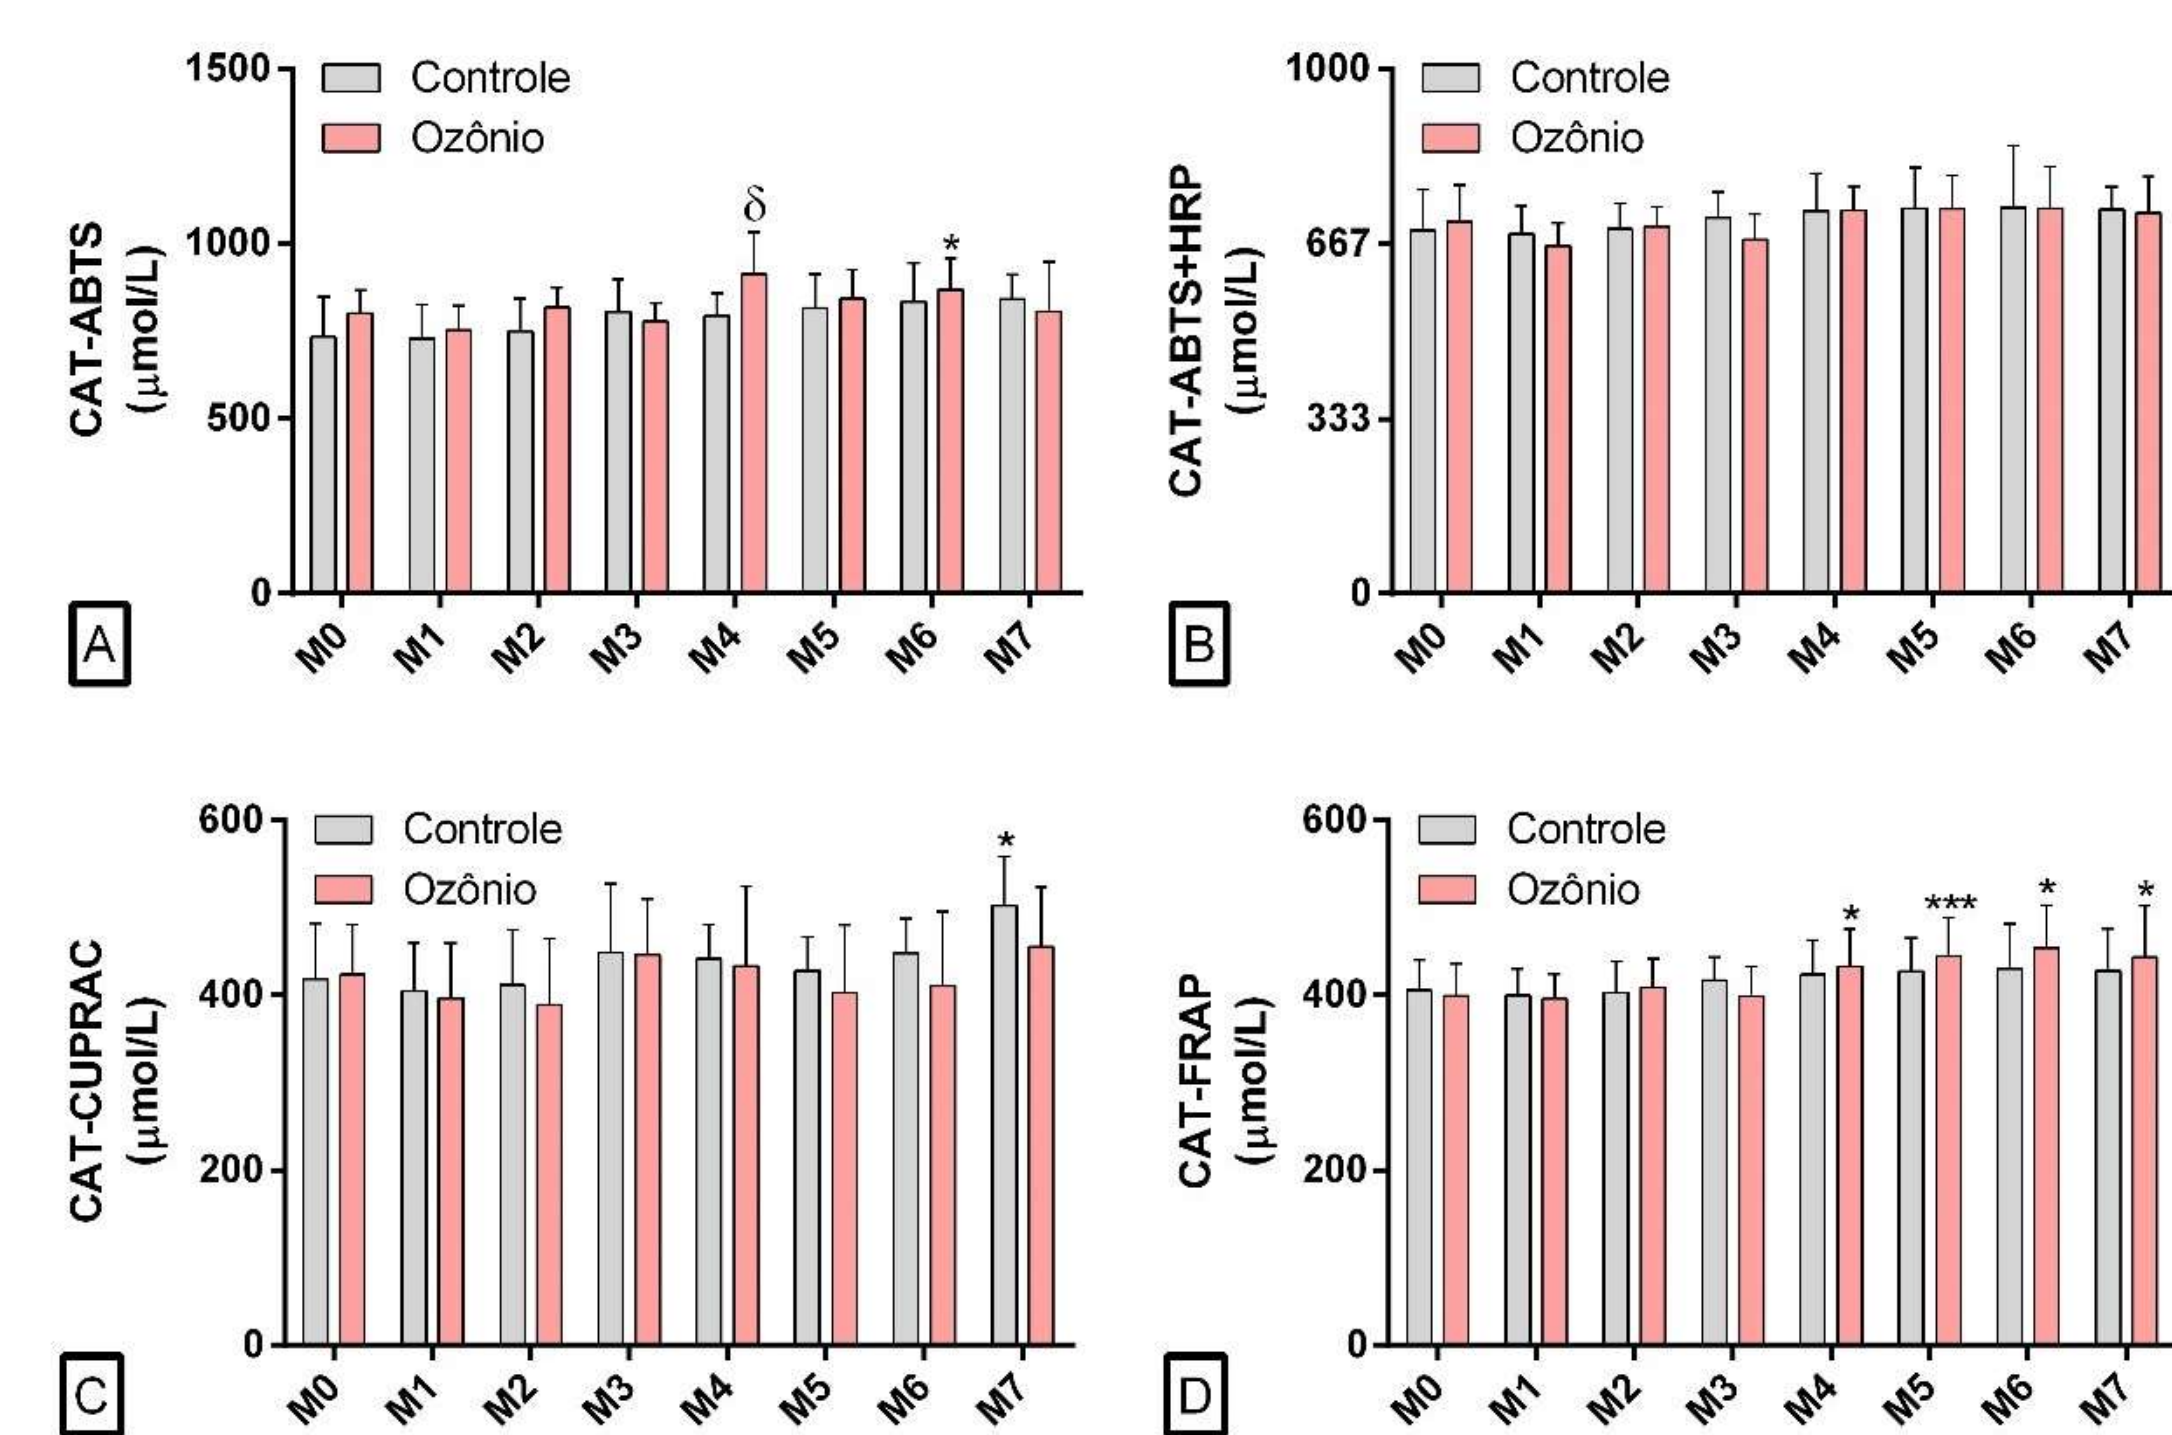 1500
Controle
Ozônio
δ
1000
*
500
0
CAT-ABTS
(μmol/L)
M0 M1 M2 M3 M4 M5 M6 M7
A
1000
Controle
Ozônio
667
333
0
CAT-ABTS+HRP
(μmol/L)
M0 M1 M2 M3 M4 M5 M6 M7
B
600
Controle
*
Ozônio
400
200
0
CAT-CUPRAC
(μmol/L)
M0 M1 M2 M3 M4 M5 M6 M7
C
600
Controle
Ozônio
* *** * *
400
200
0
CAT-FRAP
(μmol/L)
M0 M1 M2 M3 M4 M5 M6 M7
D